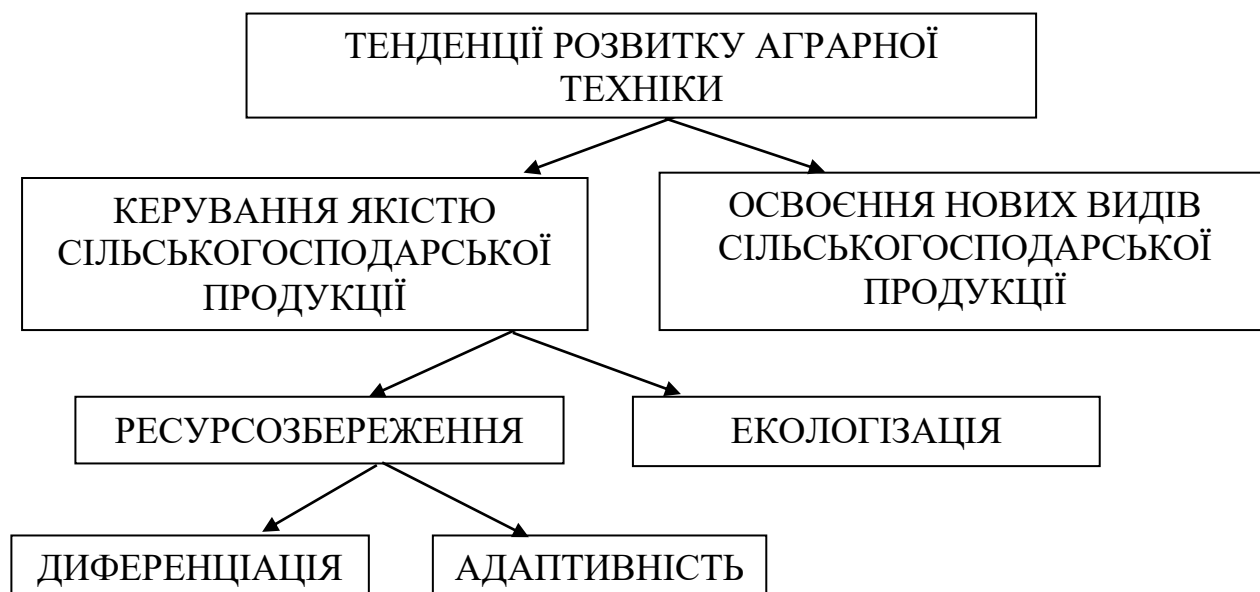 ТЕНДЕНЦІЇ РОЗВИТКУ АГРАРНОЇ
ТЕХНІКИ
КЕРУВАННЯ ЯКІСТЮ
СІЛЬСЬКОГОСПОДАРСЬКОЇ
ПРОДУКЦІЇ
ОСВОЄННЯ НОВИХ ВИДІВ
СІЛЬСЬКОГОСПОДАРСЬКОЇ
ПРОДУКЦІЇ
РЕСУРСОЗБЕРЕЖЕННЯ
ЕКОЛОГІЗАЦІЯ
ДИФЕРЕНЦІАЦІЯ
АДАПТИВНІСТЬ